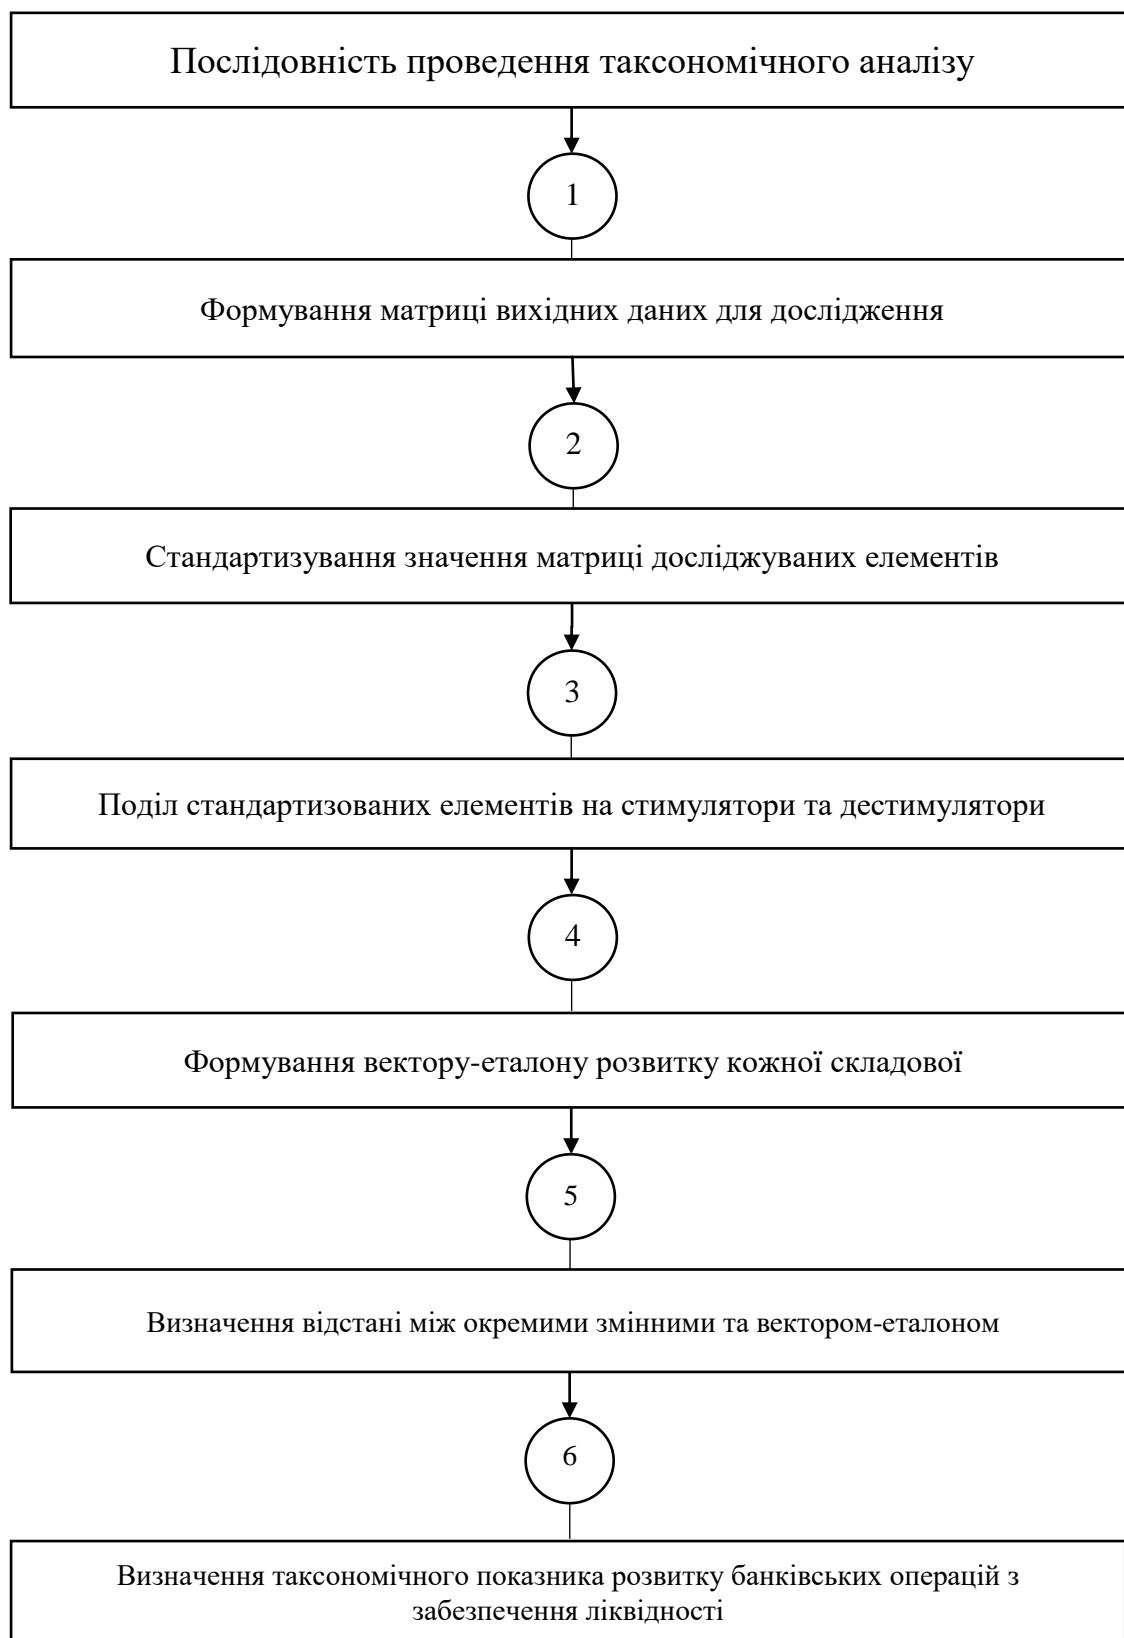 Послідовність проведення таксономічного аналізу
1
Формування матриці вихідних даних для дослідження
2
Стандартизування значення матриці досліджуваних елементів
3
Поділ стандартизованих елементів на стимулятори та дестимулятори
4
Формування вектору-еталону розвитку кожної складової
5
Визначення відстані між окремими змінними та вектором-еталоном
6
Визначення таксономічного показника розвитку банківських операцій з
забезпечення ліквідності